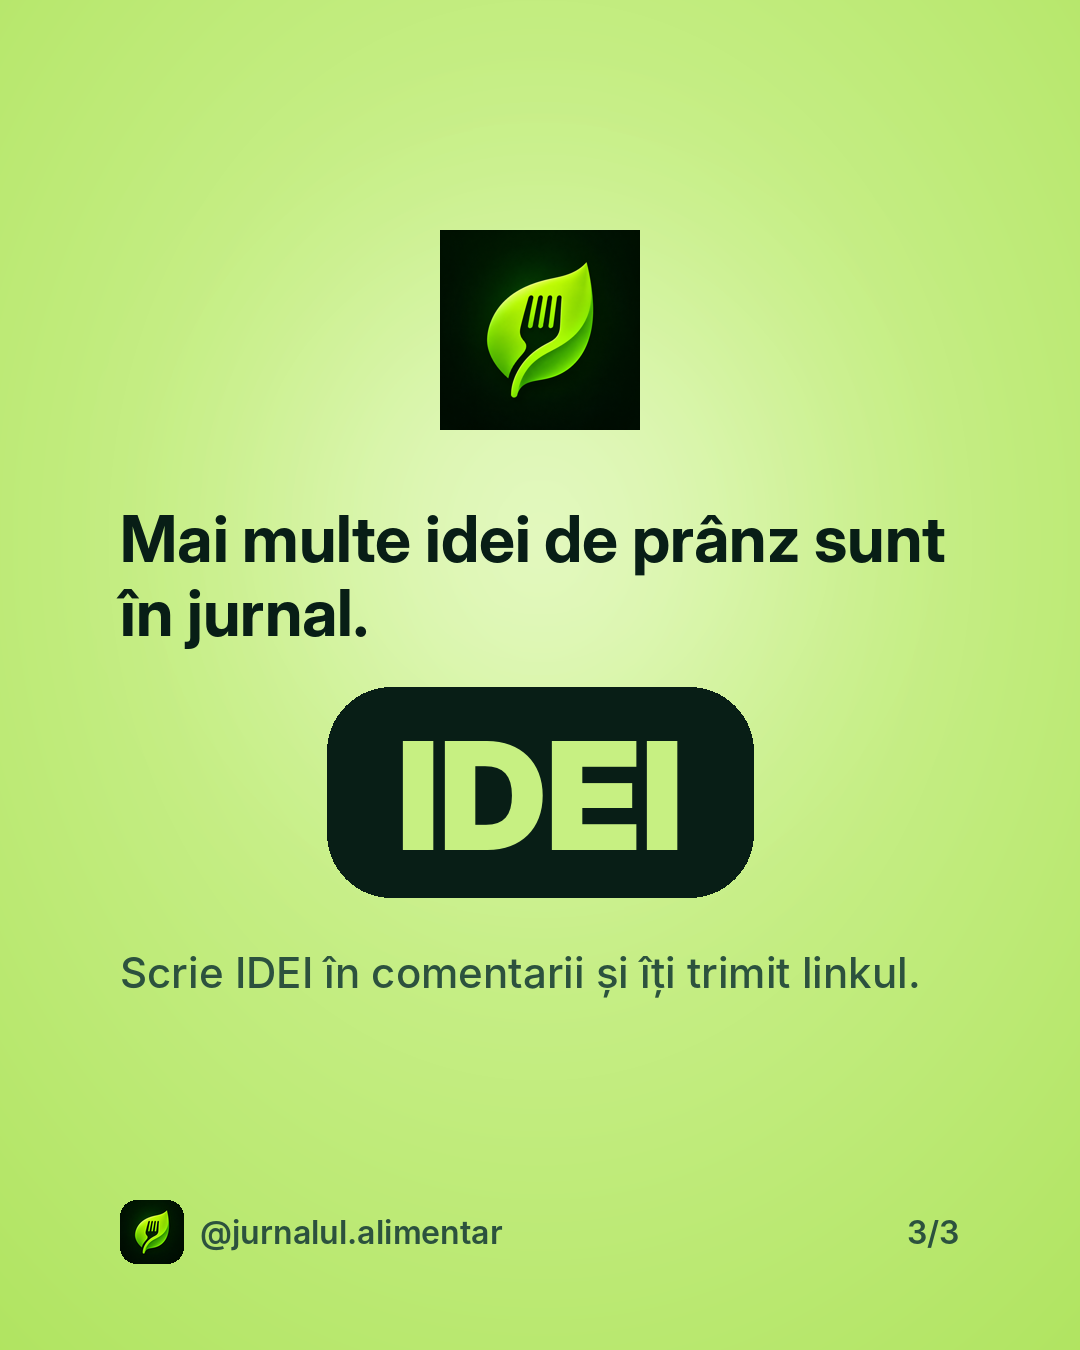 Mai multe idei de prânz sunt
în jurnal.
IDEI
Scrie IDEI în comentarii și îți trimit linkul.
@jurnalul.alimentar
3/3